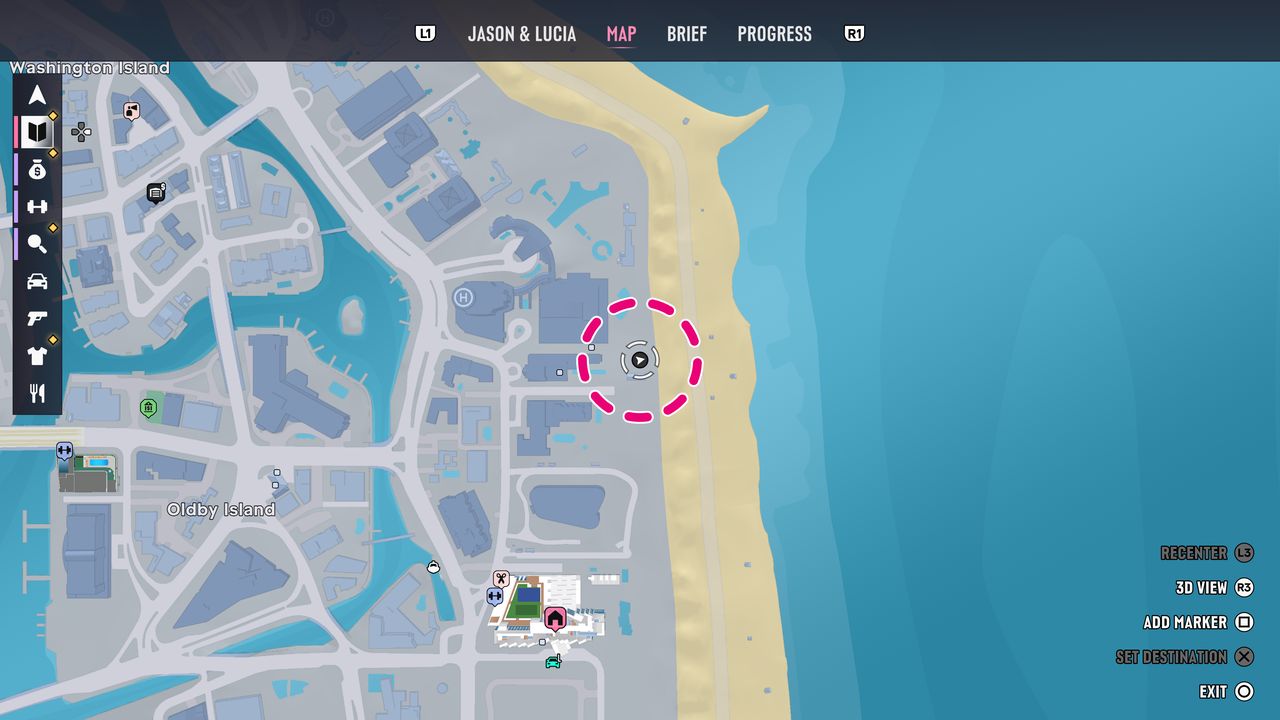 L1 JASON & LUCIA MAP BRIEF PROGRESS R1
Washington Island
H
H
$
$
Oldby Island
RECENTER L3
3D VIEW R3
ADD MARKER
SET DESTINATION
EXIT